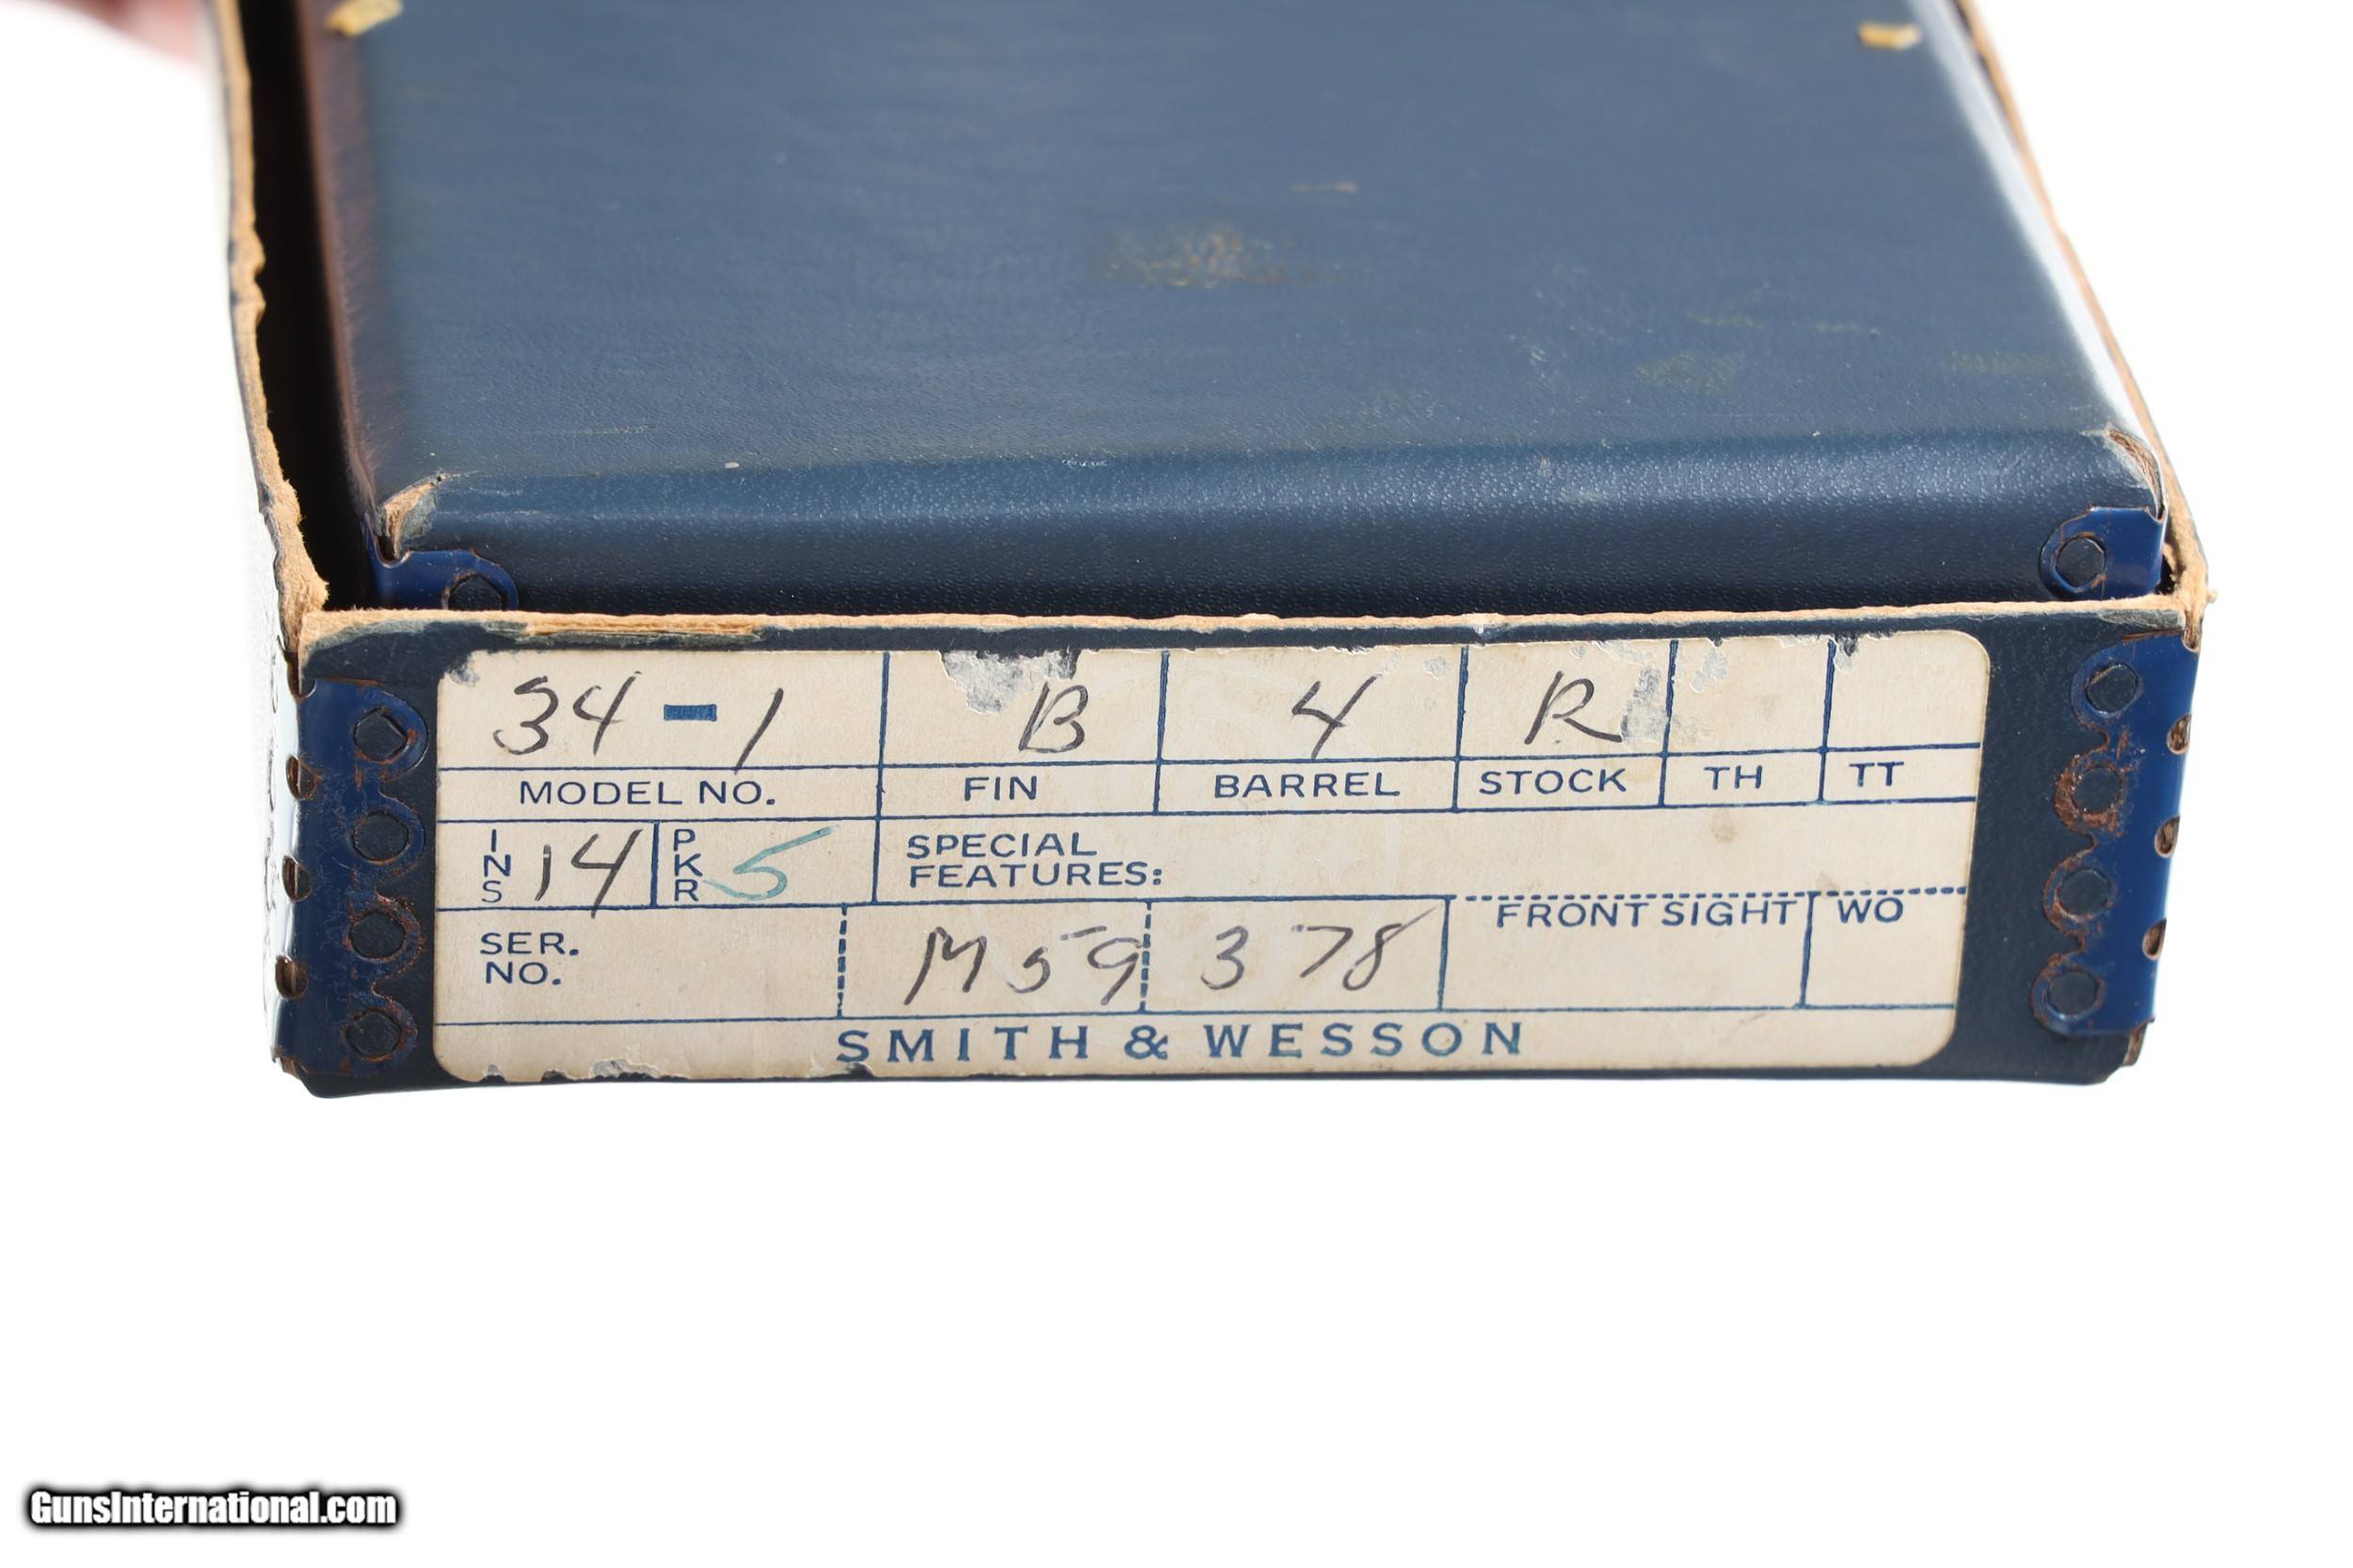 34-1 B 4 R
MODEL NO. FIN BARREL STOCK TH TT
INS 14 PKR 5 SPECIAL
FEATURES:
FRONT SIGHT WO
SER.
NO. M59 378
SMITH & WESSON
GunsInternational.com